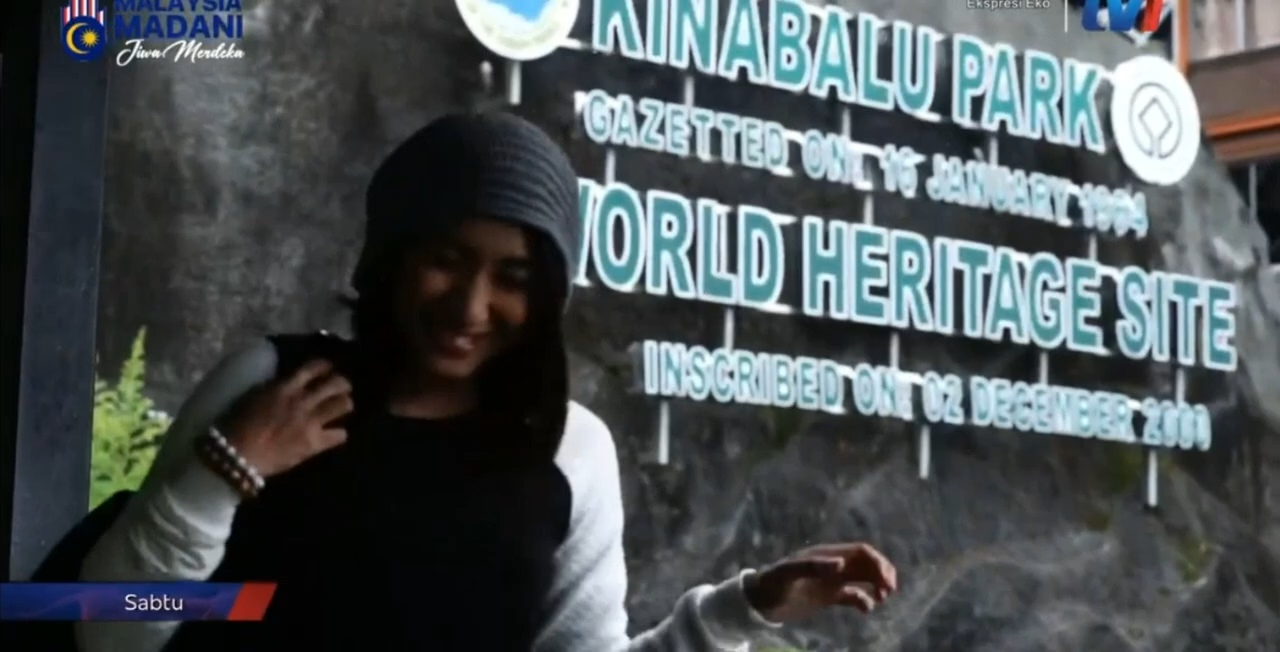 MALAYSIA
MADANI
Jiwa Merdeka
Ekspresi Eko
tv1
KINABALU PARK
GAZETTED ON: 16 JANUARY 1964
WORLD HERITAGE SITE
INSCRIBED ON: 02 DECEMBER 2000
Sabtu